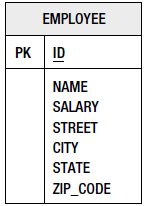 EMPLOYEE
PK ID
NAME
SALARY
STREET
CITY
STATE
ZIP_CODE